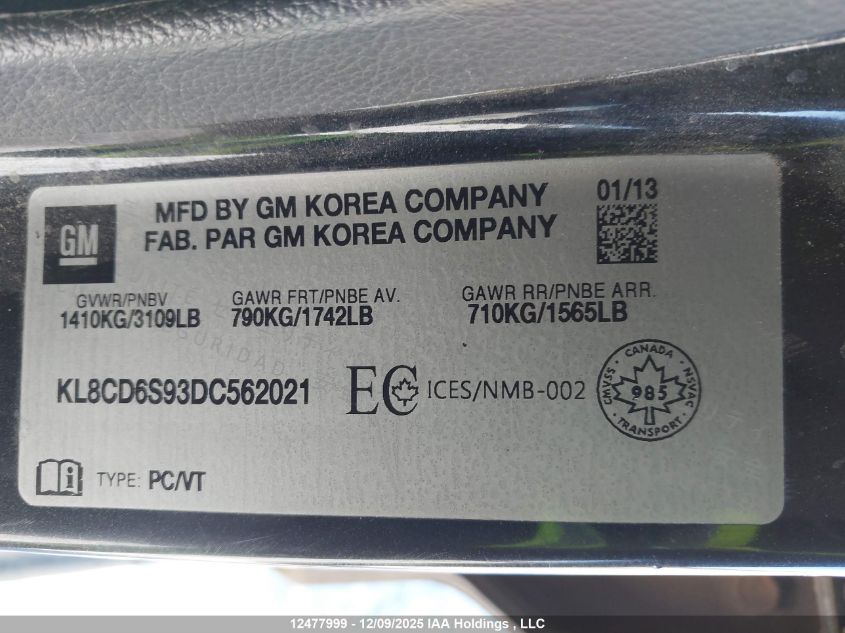 GM
MFD BY GM KOREA COMPANY
FAB. PAR GM KOREA COMPANY
01/13
GVWR/PNBV
1410KG/3109LB
GAWR FRT/PNBE AV.
790KG/1742LB
GAWR RR/PNBE ARR.
710KG/1565LB
KL8CD6S93DC562021
EC
ICES/NMB-002
CANADA
CMVSS
985
NSVAC
TRANSPORT
i
TYPE: PC/VT
12477999 - 12/09/2025 IAA Holdings , LLC